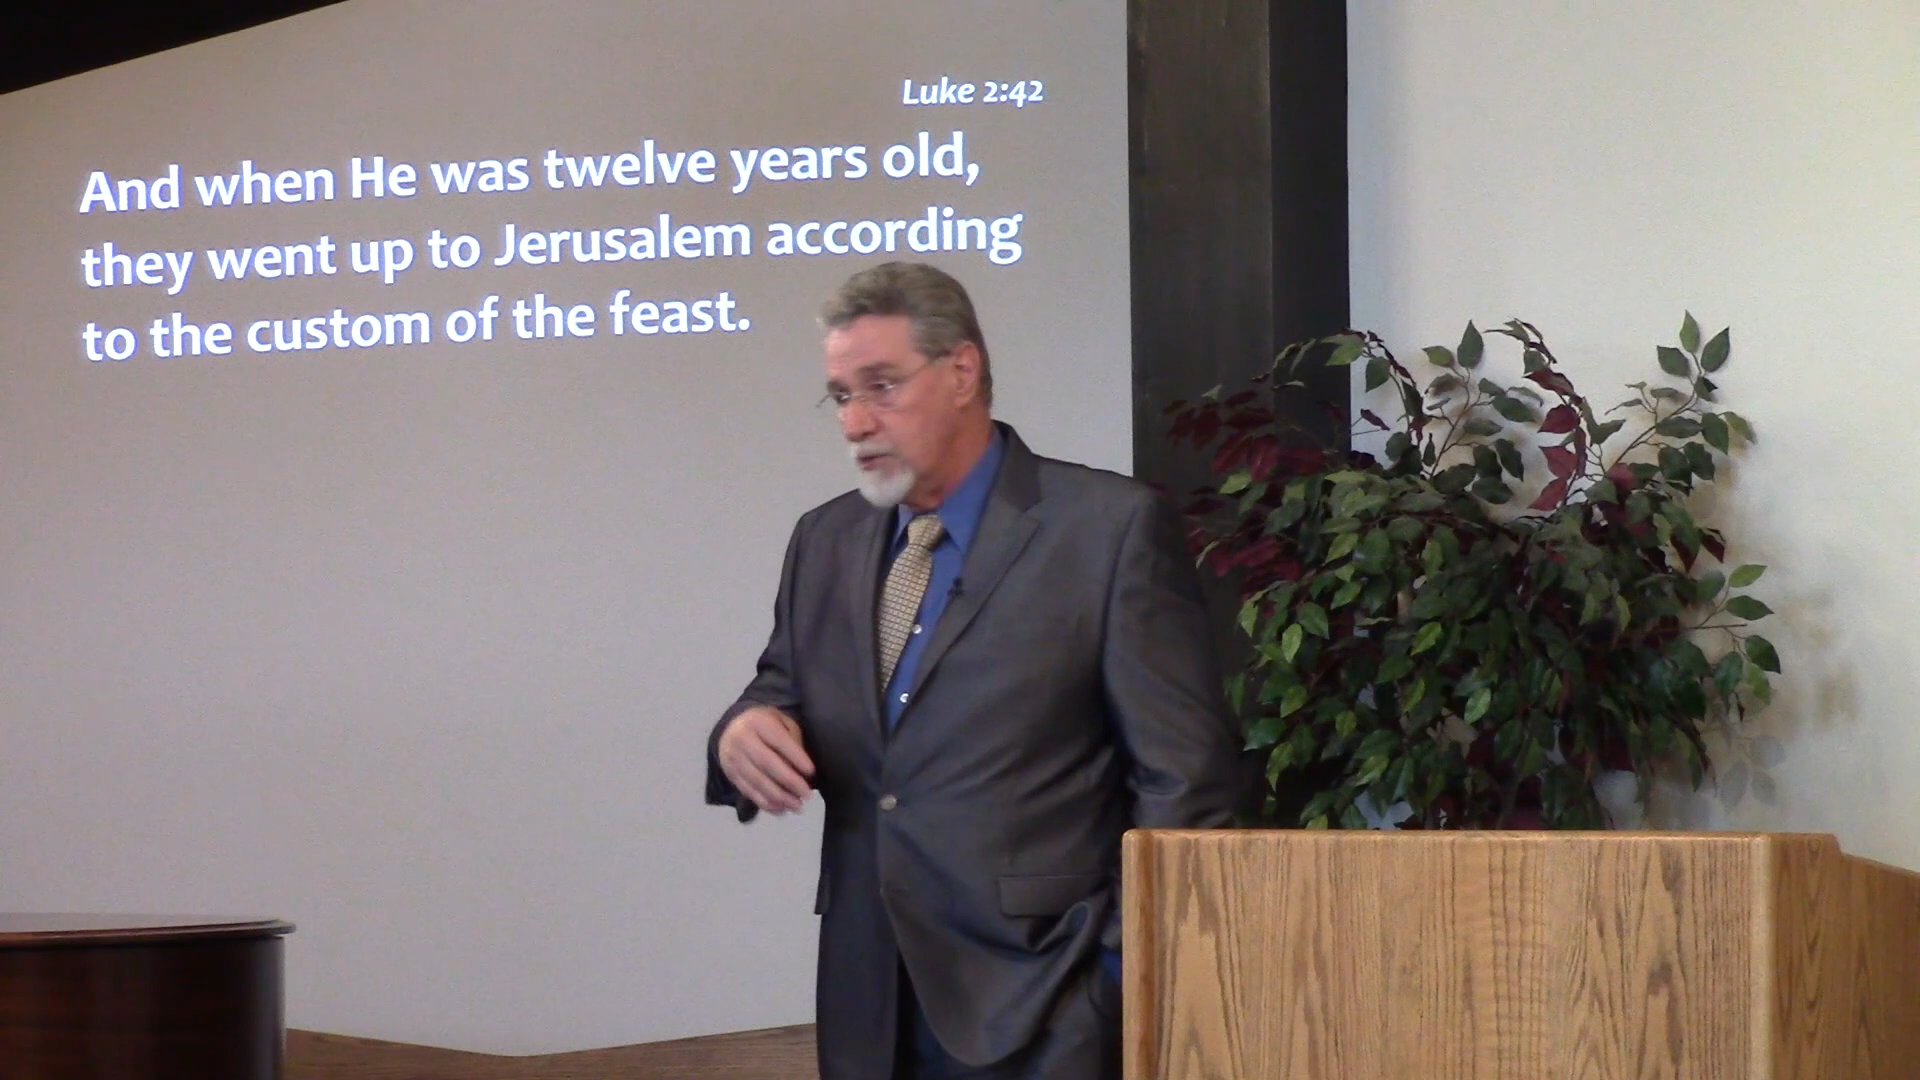 Luke 2:42
And when He was twelve years old,
they went up to Jerusalem according
to the custom of the feast.